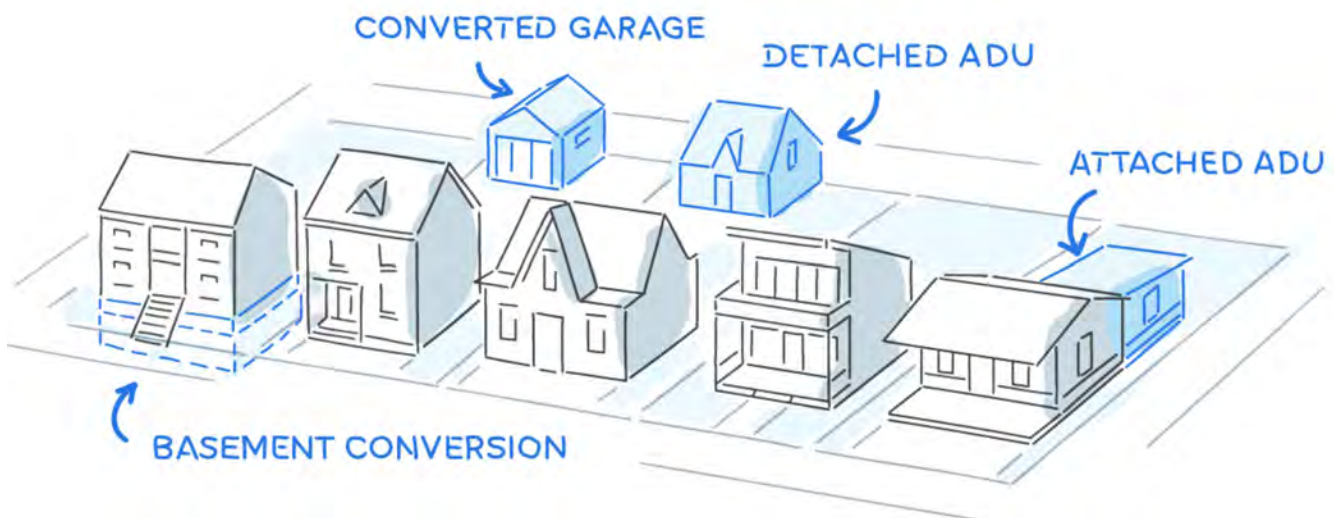 CONVERTED GARAGE
DETACHED ADU
ATTACHED ADU
BASEMENT CONVERSION